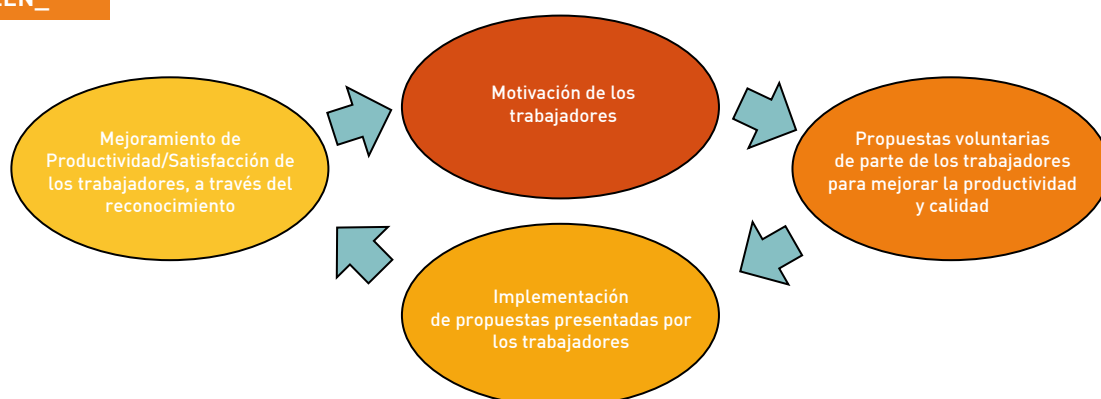 Motivación de los
trabajadores
Propuestas voluntarias
de parte de los trabajadores
para mejorar la productividad
y calidad
Implementación
de propuestas presentadas por
los trabajadores
Mejoramiento de
Productividad/Satisfacción de
los trabajadores, a través del
reconocimiento